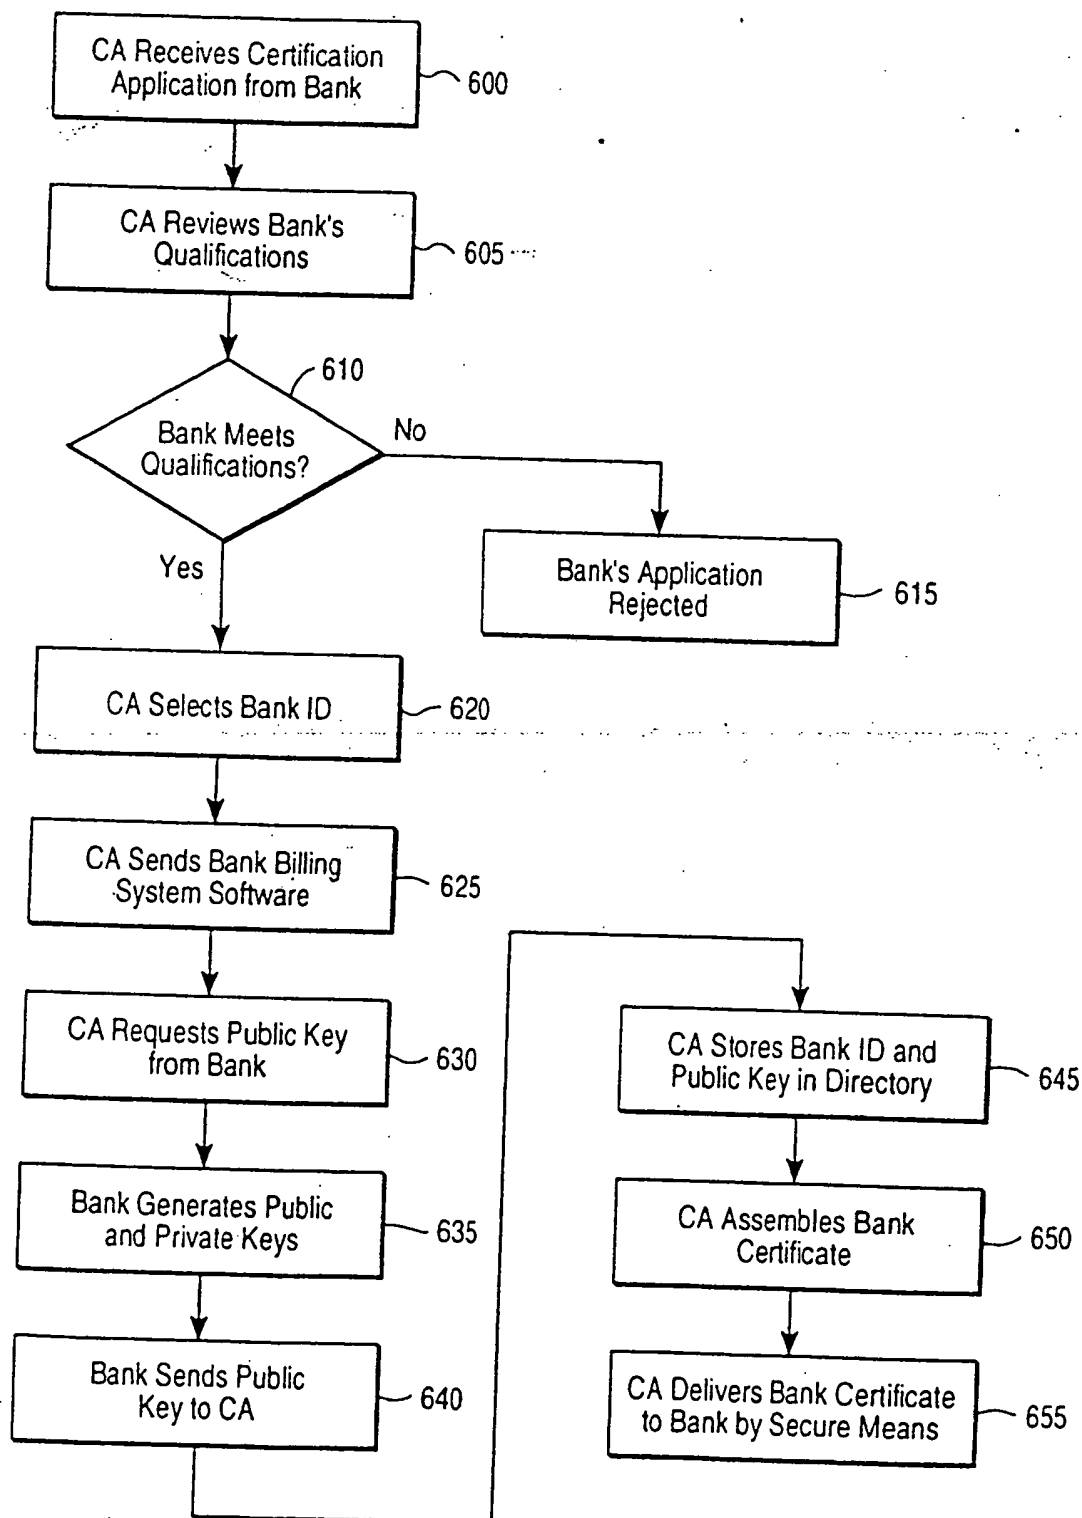 CA Receives Certification
Application from Bank
600
CA Reviews Bank's
Qualifications
605
610
Bank Meets
Qualifications?
No
Yes
Bank's Application
Rejected
615
CA Selects Bank ID
620
CA Sends Bank Billing
System Software
625
CA Requests Public Key
from Bank
630
Bank Generates Public
and Private Keys
635
Bank Sends Public
Key to CA
640
CA Stores Bank ID and
Public Key in Directory
645
CA Assembles Bank
Certificate
650
CA Delivers Bank Certificate
to Bank by Secure Means
655